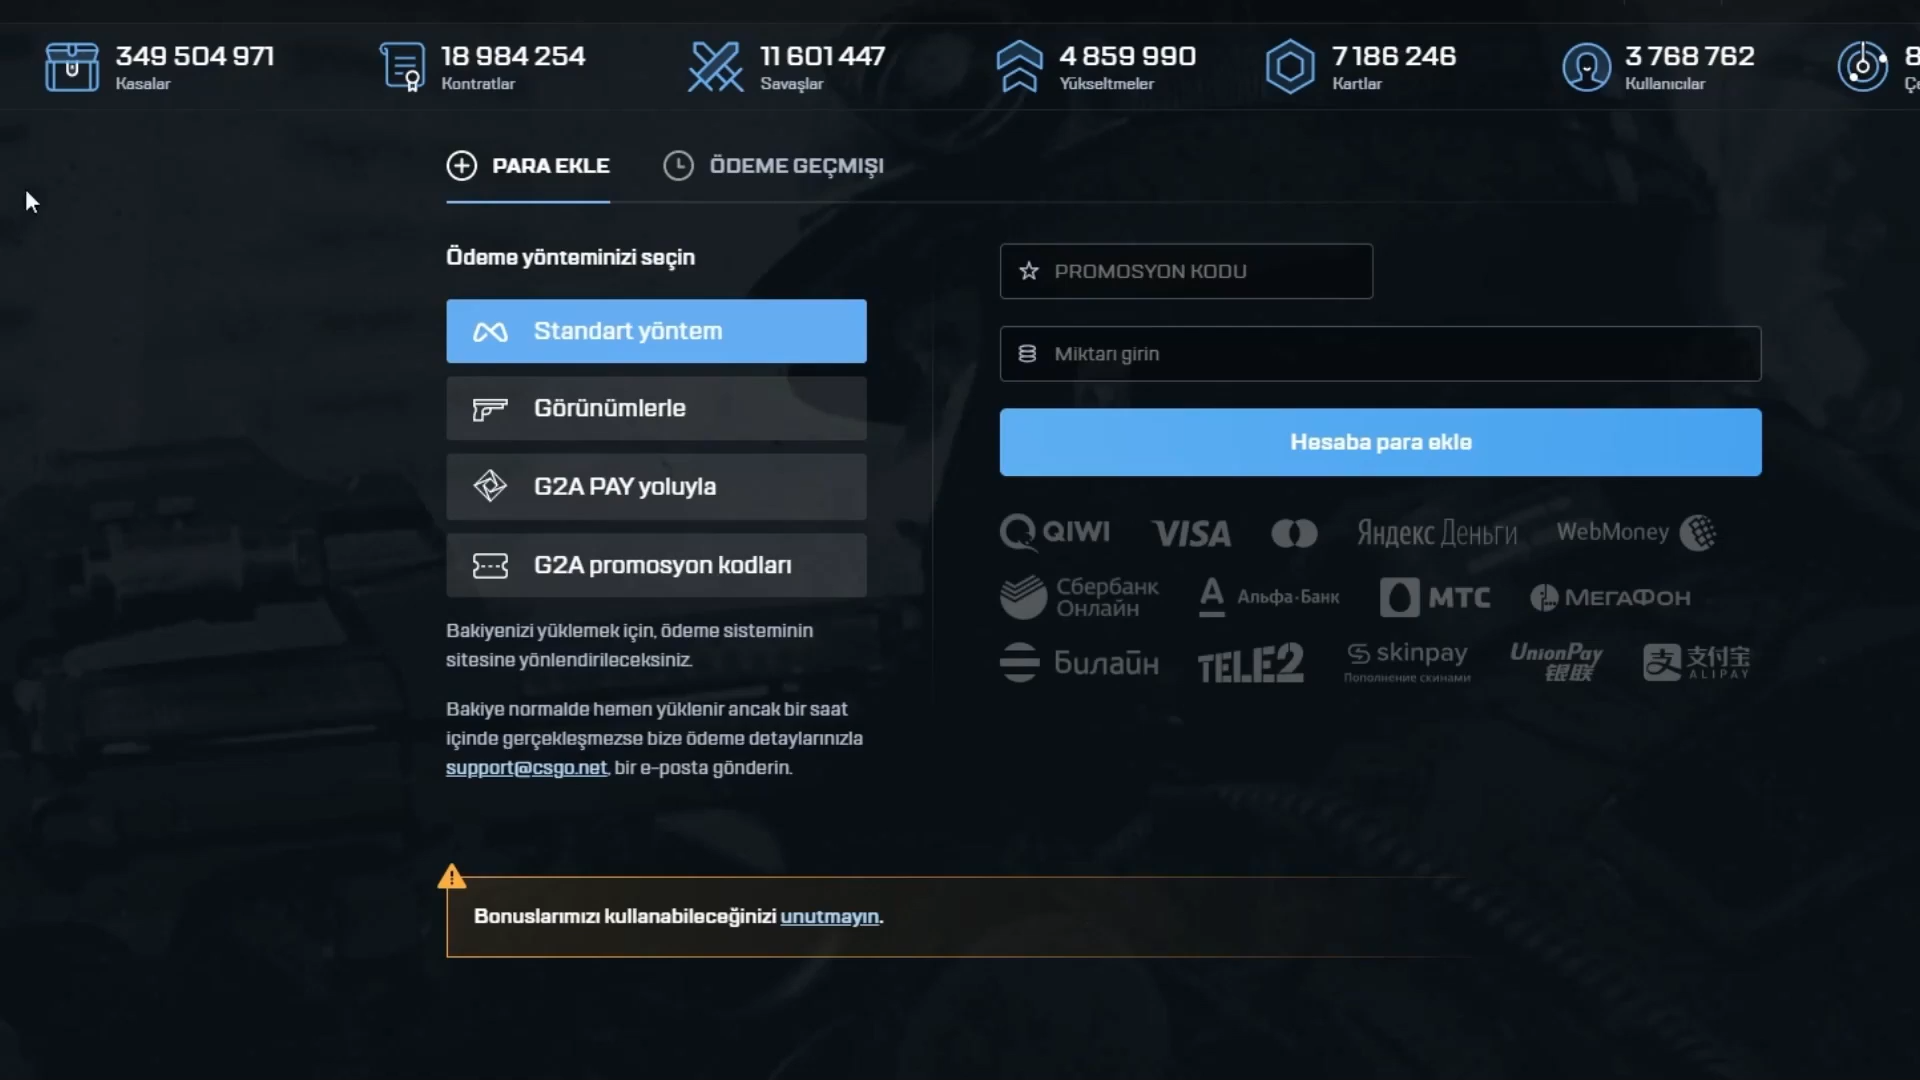 349 504 971
Kasalar
18 984 254
Kontratlar
11 601 447
Savaşlar
4 859 990
Yükseltmeler
7 186 246
Kartlar
3 768 762
Kullanıcılar
8
PARA EKLE
ÖDEME GEÇMIŞI
Ödeme yönteminizi seçin
Standart yöntem
Görünümlerle
G2A PAY yoluyla
G2A promosyon kodları
Bakiyenizi yüklemek için, ödeme sisteminin
sitesine yönlendirileceksiniz.
Bakiye normalde hemen yüklenir ancak bir saat
içinde gerçekleşmezse bize ödeme detaylarınızla
support@csgo.net, bir e-posta gönderin.
PROMOSYON KODU
Miktarı girin
Hesaba para ekle
QIWI VISA Яндекс Деньги WebMoney
Сбербанк
Онлайн
Альфа·Банк МТС МЕГАФОН
Билайн TELE2
skinpay
Пополнение скинами
UnionPay
银联
支付宝
ALIPAY
Bonuslarımızı kullanabileceğinizi unutmayın.